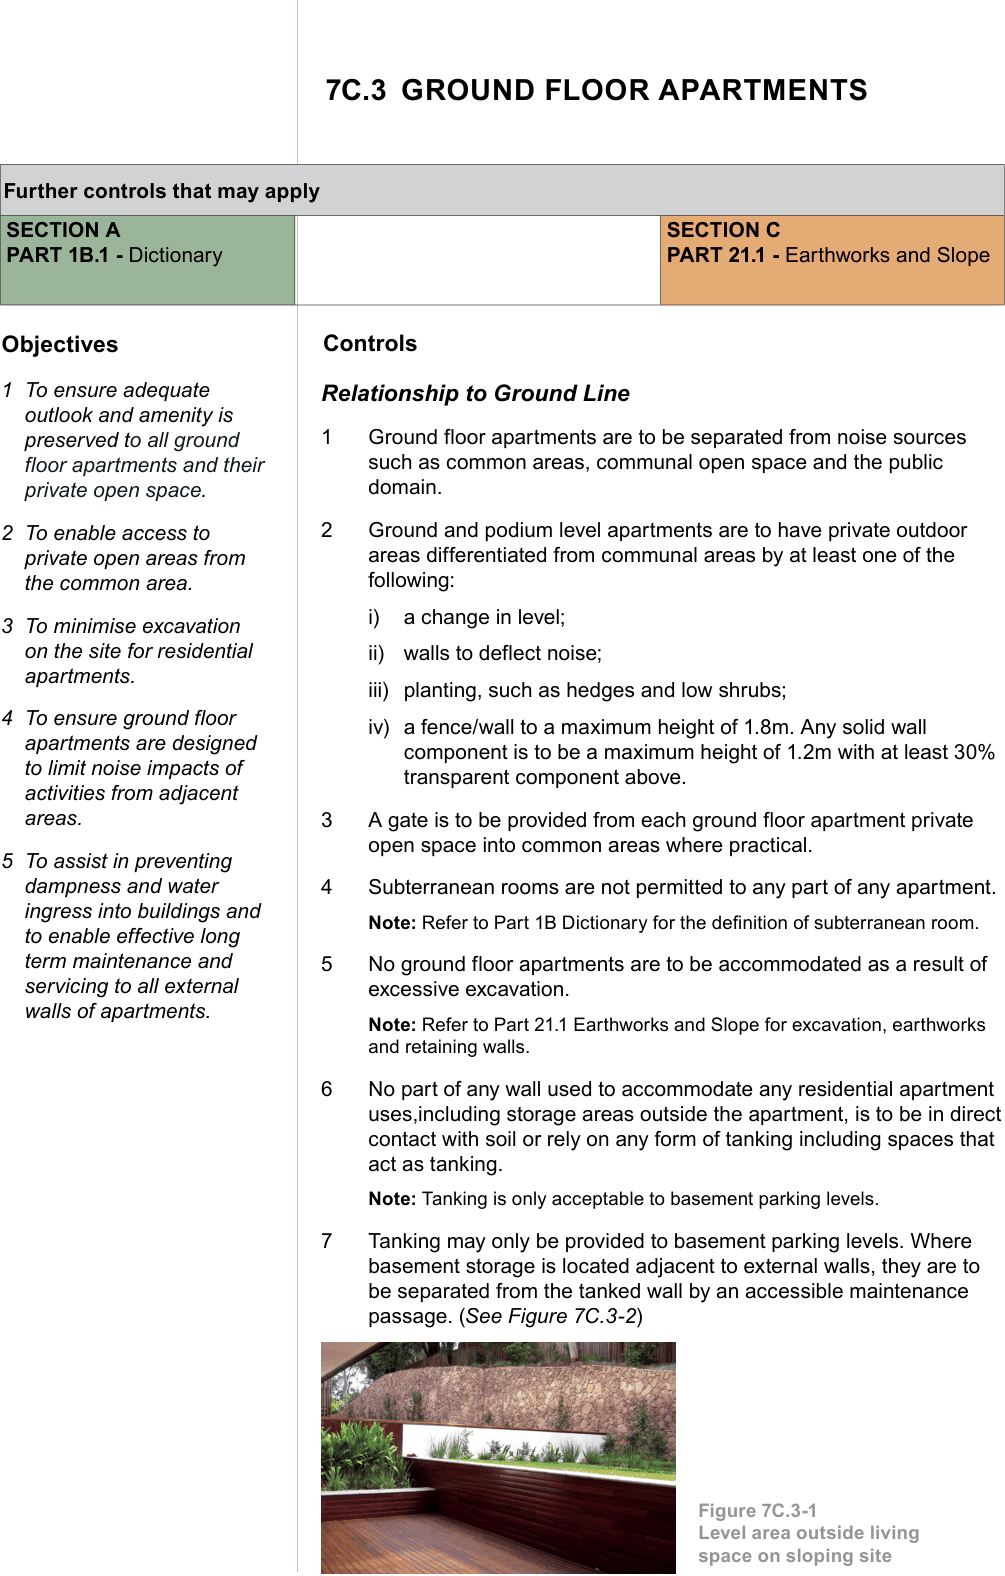 7C.3 GROUND FLOOR APARTMENTS
Further controls that may apply
SECTION A
PART 1B.1 - Dictionary
SECTION C
PART 21.1 - Earthworks and Slope
Objectives
1 To ensure adequate
outlook and amenity is
preserved to all ground
floor apartments and their
private open space.
2 To enable access to
private open areas from
the common area.
3 To minimise excavation
on the site for residential
apartments.
4 To ensure ground floor
apartments are designed
to limit noise impacts of
activities from adjacent
areas.
5 To assist in preventing
dampness and water
ingress into buildings and
to enable effective long
term maintenance and
servicing to all external
walls of apartments.
Controls
Relationship to Ground Line
1 Ground floor apartments are to be separated from noise sources
such as common areas, communal open space and the public
domain.
2 Ground and podium level apartments are to have private outdoor
areas differentiated from communal areas by at least one of the
following:
i) a change in level;
ii) walls to deflect noise;
iii) planting, such as hedges and low shrubs;
iv) a fence/wall to a maximum height of 1.8m. Any solid wall
component is to be a maximum height of 1.2m with at least 30%
transparent component above.
3 A gate is to be provided from each ground floor apartment private
open space into common areas where practical.
4 Subterranean rooms are not permitted to any part of any apartment.
Note: Refer to Part 1B Dictionary for the definition of subterranean room.
5 No ground floor apartments are to be accommodated as a result of
excessive excavation.
Note: Refer to Part 21.1 Earthworks and Slope for excavation, earthworks
and retaining walls.
6 No part of any wall used to accommodate any residential apartment
uses,including storage areas outside the apartment, is to be in direct
contact with soil or rely on any form of tanking including spaces that
act as tanking.
Note: Tanking is only acceptable to basement parking levels.
7 Tanking may only be provided to basement parking levels. Where
basement storage is located adjacent to external walls, they are to
be separated from the tanked wall by an accessible maintenance
passage. (See Figure 7C.3-2)
Figure 7C.3-1
Level area outside living
space on sloping site